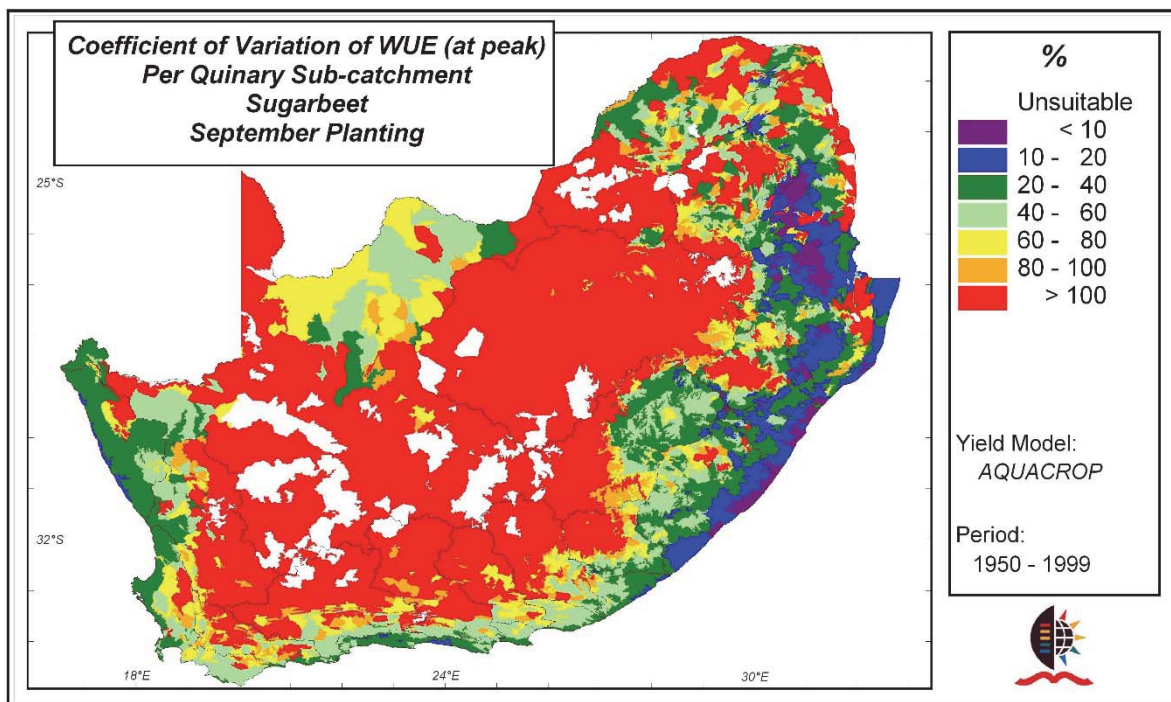 Coefficient of Variation of WUE (at peak)
Per Quinary Sub-catchment
Sugarbeet
September Planting
%
Unsuitable
< 10
10 - 20
20 - 40
40 - 60
60 - 80
80 - 100
> 100
Yield Model:
AQUACROP
Period:
1950 - 1999
25°S
32°S
18°E
24°E
30°E